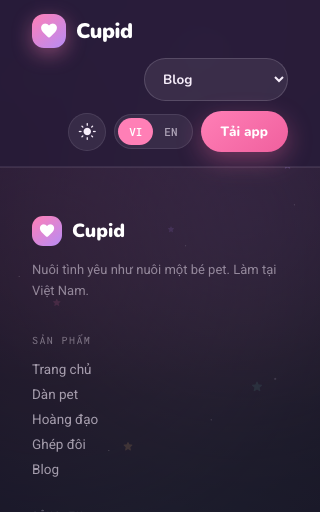 Cupid
Blog
VI EN Tải app
Cupid
Nuôi tình yêu như nuôi một bé pet. Làm tại
Việt Nam.
SẢN PHẨM
Trang chủ
Dàn pet
Hoàng đạo
Ghép đôi
Blog